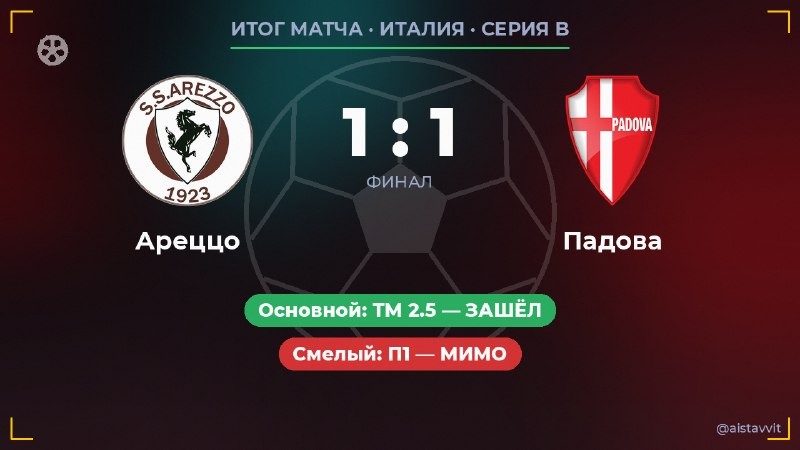 ИТОГ МАТЧА · ИТАЛИЯ · СЕРИЯ В
S.S.AREZZO
1923
1 : 1
ФИНАЛ
PADOVA
Ареццо
Падова
Основной: ТМ 2.5 — ЗАШЁЛ
Смелый: П1 — МИМО
@aistavvit